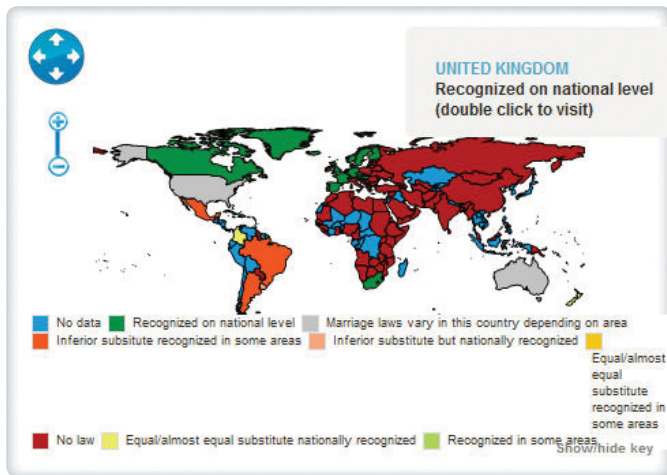 UNITED KINGDOM
Recognized on national level
(double click to visit)
No data Recognized on national level Marriage laws vary in this country depending on area
Inferior subsitute recognized in some areas Inferior substitute but nationally recognized
Equal/almost
equal
substitute
recognized in
some areas
No law Equal/almost equal substitute nationally recognized Recognized in some areas
Show/hide key